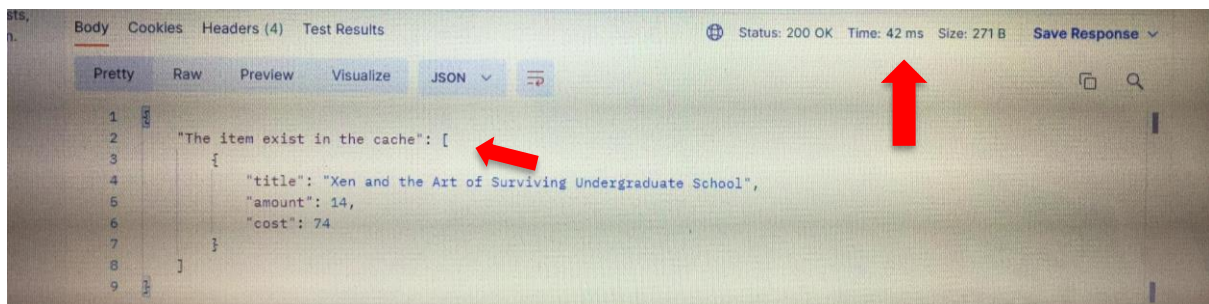 sts,
n.
Body Cookies Headers (4) Test Results
Status: 200 OK Time: 42 ms Size: 271 B Save Response
Pretty Raw Preview Visualize JSON
1 {
2 "The item exist in the cache": [
3 {
4 "title": "Xen and the Art of Surviving Undergraduate School",
5 "amount": 14,
6 "cost": 74
7 }
8 ]
9 }